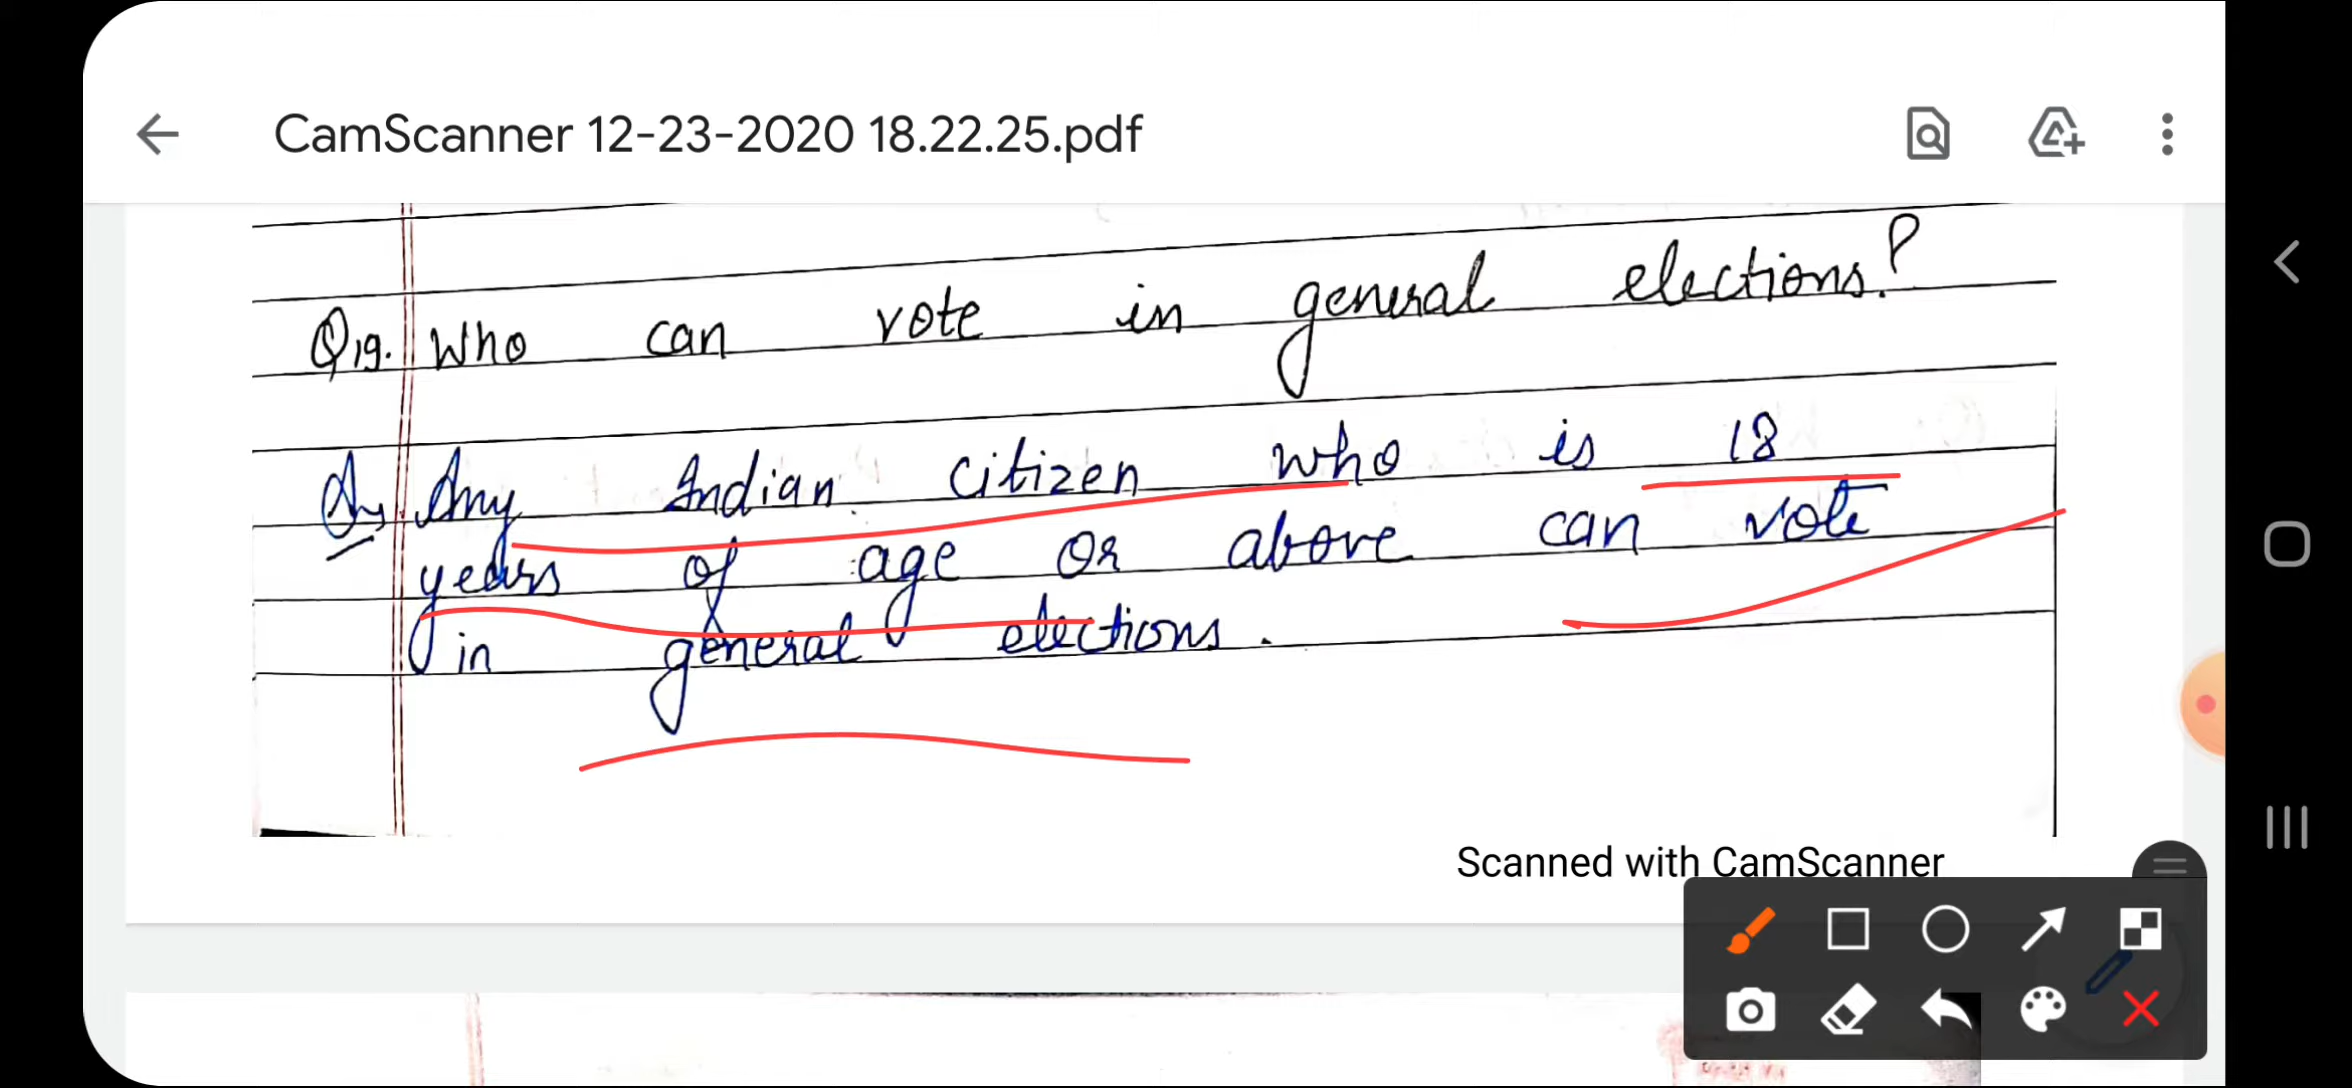 CamScanner 12-23-2020 18.22.25.pdf
Q19. Who can vote in general elections?
Any Indian citizen who is 18
years of age or above can vote
in general elections.
Scanned with CamScanner